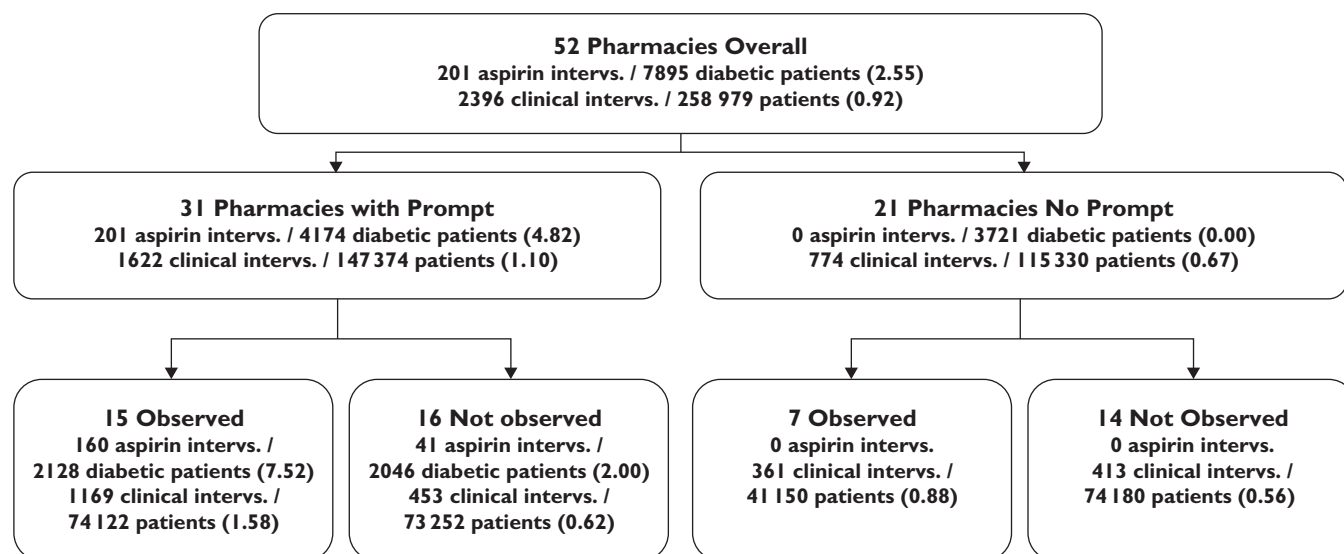 52 Pharmacies Overall
201 aspirin intervs. / 7895 diabetic patients (2.55)
2396 clinical intervs. / 258 979 patients (0.92)
31 Pharmacies with Prompt
201 aspirin intervs. / 4174 diabetic patients (4.82)
1622 clinical intervs. / 147 374 patients (1.10)
21 Pharmacies No Prompt
0 aspirin intervs. / 3721 diabetic patients (0.00)
774 clinical intervs. / 115 330 patients (0.67)
15 Observed
160 aspirin intervs. /
2128 diabetic patients (7.52)
1169 clinical intervs. /
74 122 patients (1.58)
16 Not observed
41 aspirin intervs. /
2046 diabetic patients (2.00)
453 clinical intervs. /
73 252 patients (0.62)
7 Observed
0 aspirin intervs.
361 clinical intervs. /
41 150 patients (0.88)
14 Not Observed
0 aspirin intervs.
413 clinical intervs. /
74 180 patients (0.56)